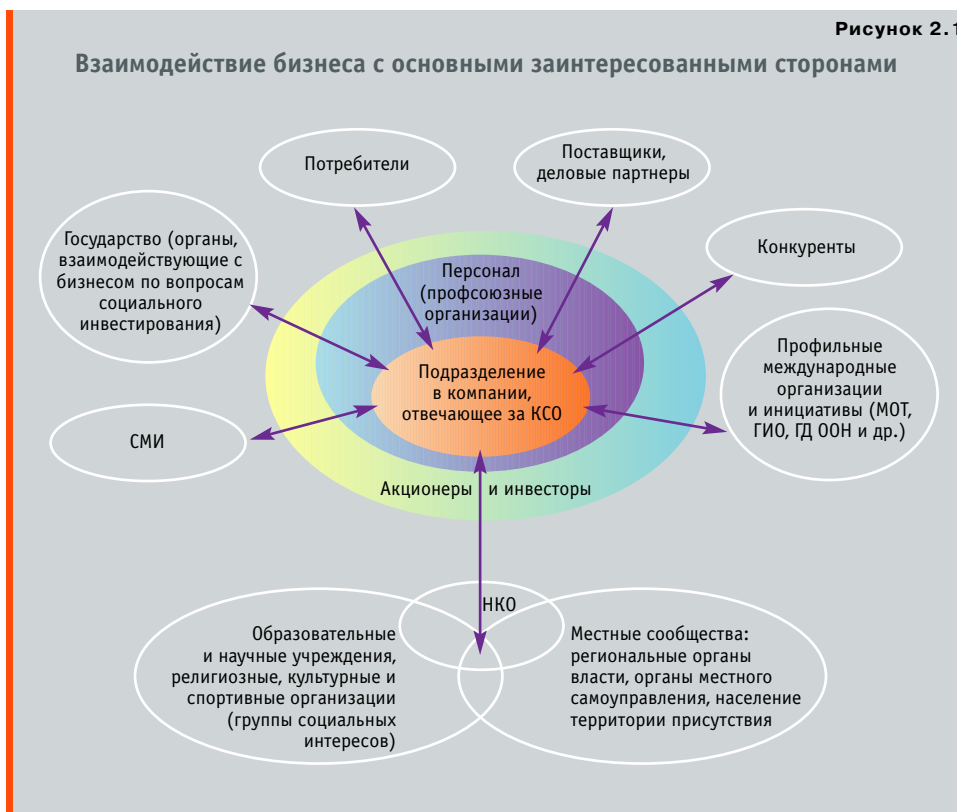 Рисунок 2.1
Взаимодействие бизнеса с основными заинтересованными сторонами
Потребители
Поставщики,
деловые партнеры
Государство (органы,
взаимодействующие с
бизнесом по вопросам
социального
инвестирования)
Конкуренты
Персонал
(профсоюзные
организации)
Подразделение
в компании,
отвечающее за КСО
Профильные
международные
организации
и инициативы (МОТ,
ГИО, ГД ООН и др.)
СМИ
Акционеры и инвесторы
НКО
Образовательные
и научные учреждения,
религиозные, культурные и
спортивные организации
(группы социальных
интересов)
Местные сообщества:
региональные органы
власти, органы местного
самоуправления, население
территории присутствия